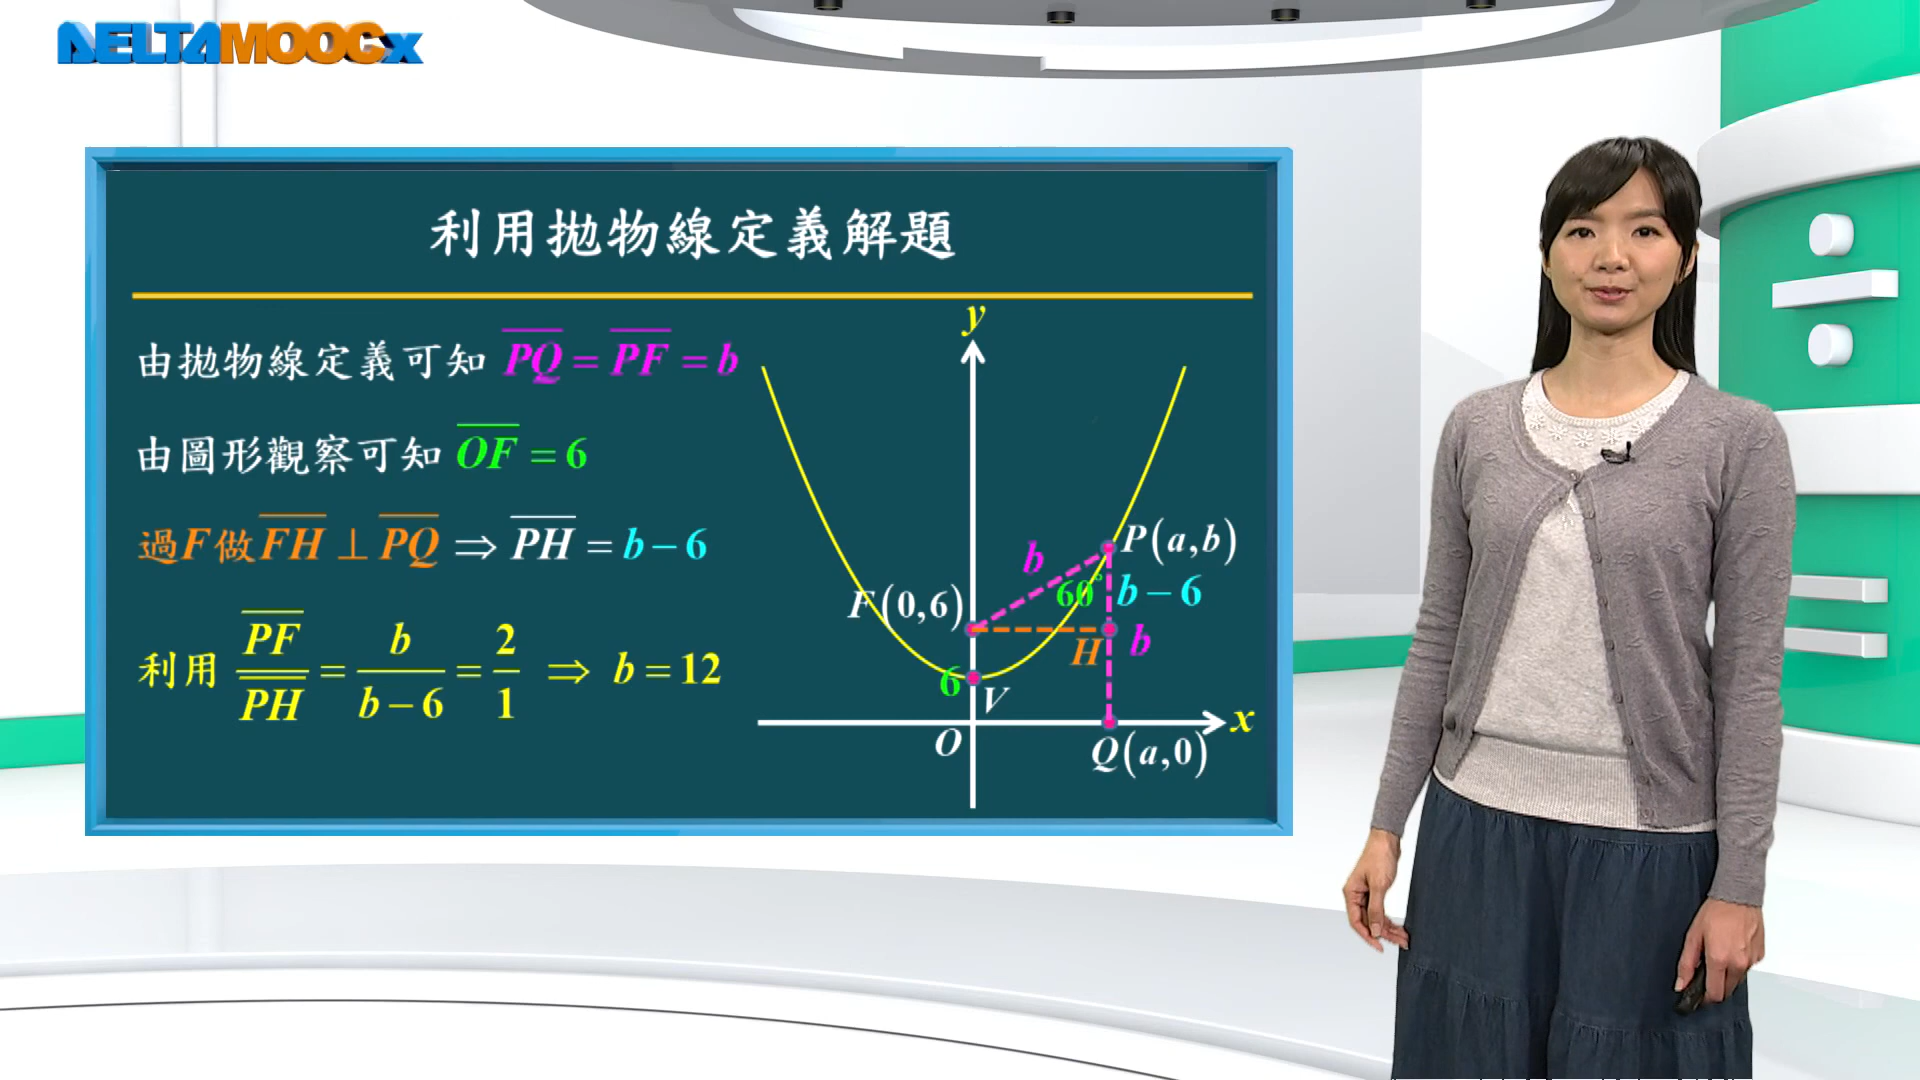 DELTAMOOCx
利用拋物線定義解題
由拋物線定義可知 PQ = PF = b
由圖形觀察可知 OF = 6
過F做FH ⊥ PQ ⇒ PH = b − 6
利用 PF/PH = b/(b − 6) = 2/1 ⇒ b = 12
y
P(a,b)
b
60°
b − 6
F(0,6)
H
b
6
V
x
O
Q(a,0)